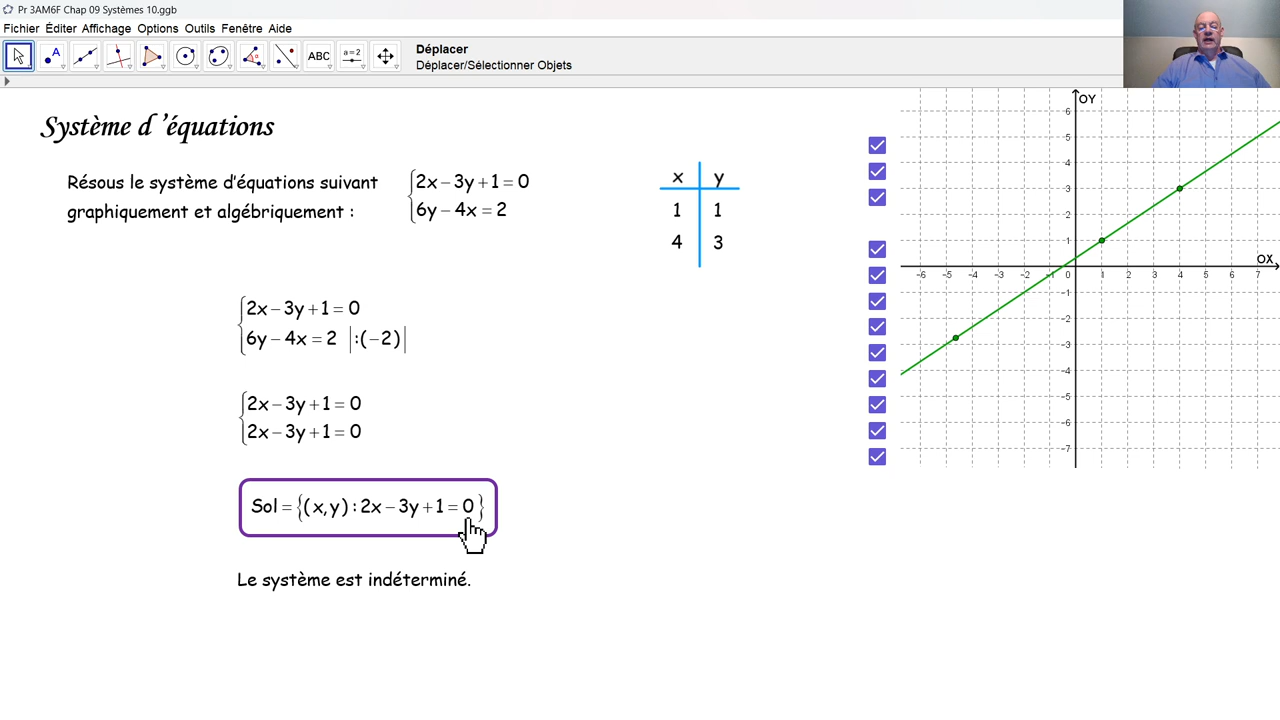 Pr 3AM6F Chap 09 Systèmes 10.ggb
Fichier Éditer Affichage Options Outils Fenêtre Aide
A
ABC
a=2
Déplacer
Déplacer/Sélectionner Objets
Système d 'équations
Résous le système d'équations suivant
graphiquement et algébriquement :
2x − 3y + 1 = 0
6y − 4x = 2
x y
1 1
4 3
2x − 3y + 1 = 0
6y − 4x = 2 |:(−2)|
2x − 3y + 1 = 0
2x − 3y + 1 = 0
Sol = {(x,y) : 2x − 3y + 1 = 0}
Le système est indéterminé.
OY
6
5
4
3
2
1
OX
−6 −5 −4 −3 −2 −1 0 1 2 3 4 5 6 7
−1
−2
−3
−4
−5
−6
−7